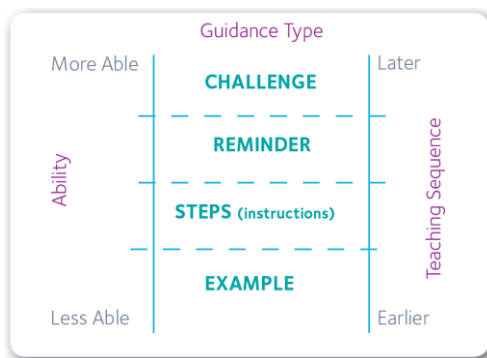 Guidance Type
More Able
Later
CHALLENGE
REMINDER
Ability
Teaching Sequence
STEPS (instructions)
EXAMPLE
Less Able
Earlier